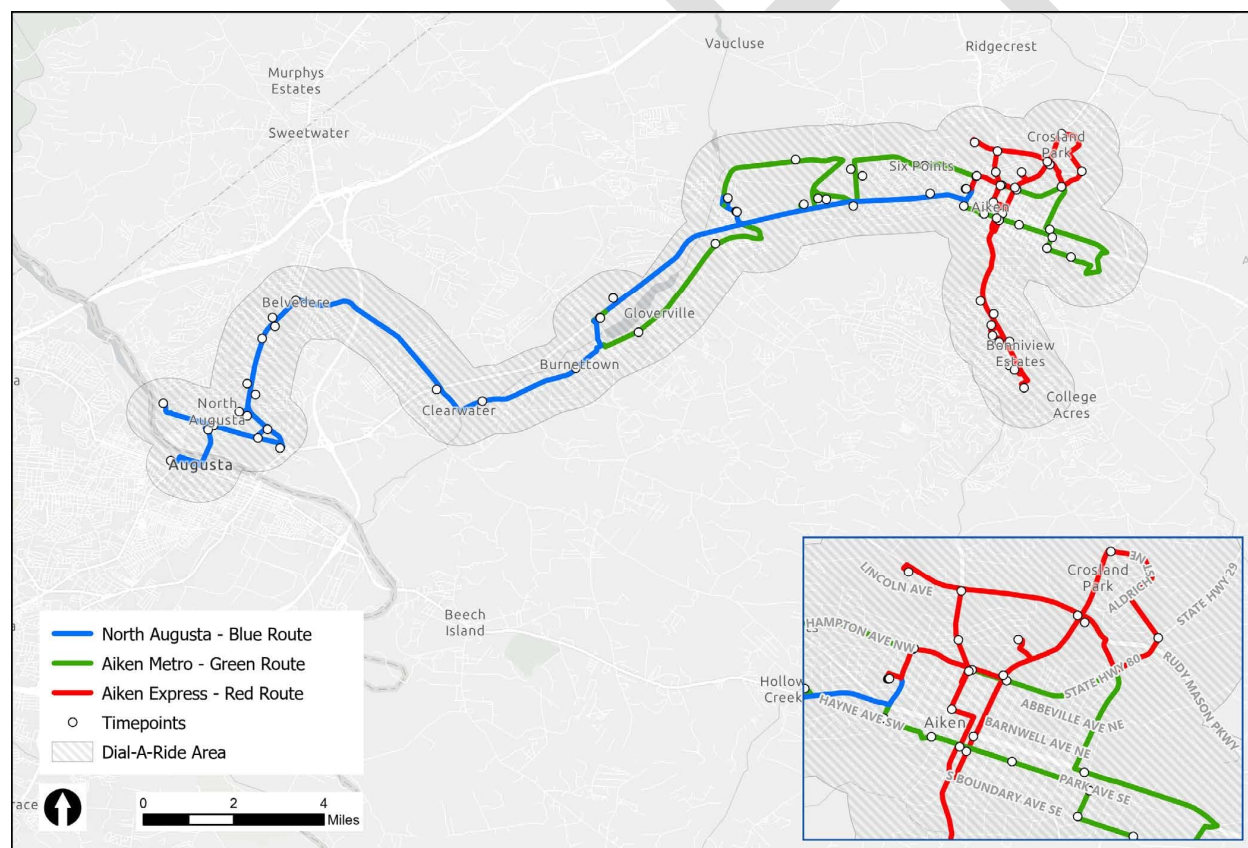 Vaucluse
Ridgecrest
Murphys
Estates
Sweetwater
Crosland
Park
Six Points
Aiken
Belvedere
Gloverville
Bonniview
Estates
Burnettown
College
Acres
North
Augusta
Clearwater
Augusta
Beech
Island
North Augusta - Blue Route
Aiken Metro - Green Route
Aiken Express - Red Route
Timepoints
Dial-A-Ride Area
0 2 4
Miles
LINCOLN AVE
Crosland
Park
ALDRICH ST NE
STATE HWY 29
HAMPTON AVE NW
STATE HWY 80
RUDY MASON PKWY
Hollow
Creek
HAYNE AVE SW
Aiken
ABBEVILLE AVE NE
BARNWELL AVE NE
PARK AVE SE
S BOUNDARY AVE SE